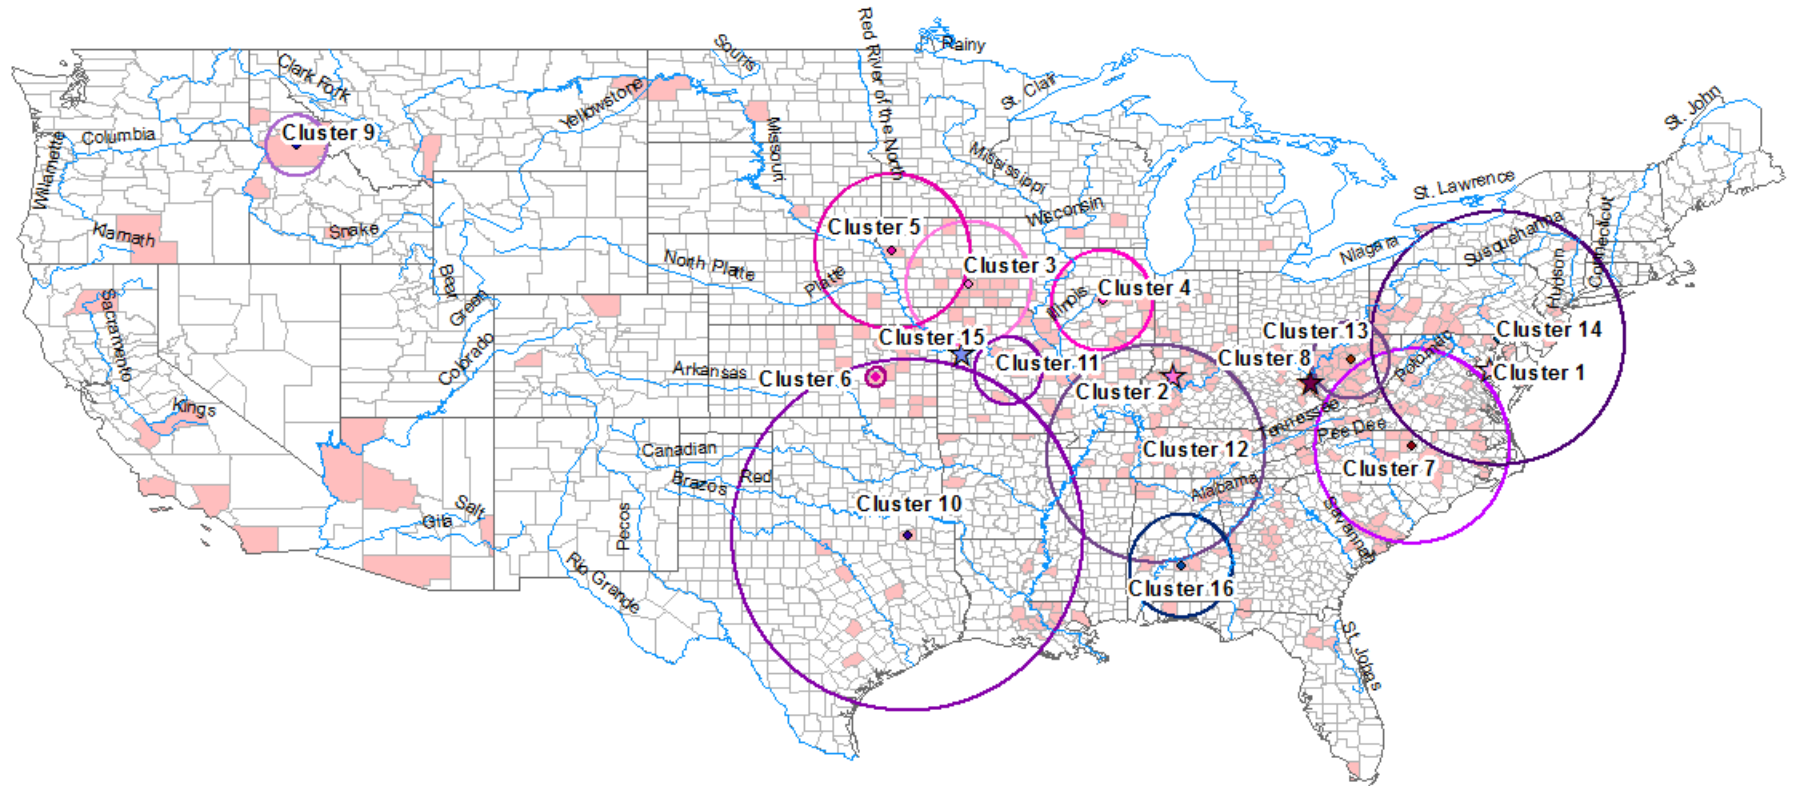 Rainy
Souris
Red River of the North
Clark Fork
St. Clair
Yellowstone
St. John
Cluster 9
Columbia
Missouri
Mississippi
Willamette
St. Lawrence
Wisconsin
Connecticut
Klamath
Snake
Cluster 5
Niagara
Susquehanna
North Platte
Cluster 3
Platte
Bear
Hudson
Green
Cluster 4
Illinois
Sacramento
Colorado
Cluster 15
Cluster 13
Cluster 14
Potomac
Cluster 8
Cluster 11
Arkansas
Cluster 6
Cluster 1
Cluster 2
Kings
Tennessee
Pee Dee
Canadian
Cluster 12
Cluster 7
Red
Brazos
Alabama
Salt
Cluster 10
Gila
Pecos
Savannah
Rio Grande
Cluster 16
St. Johns